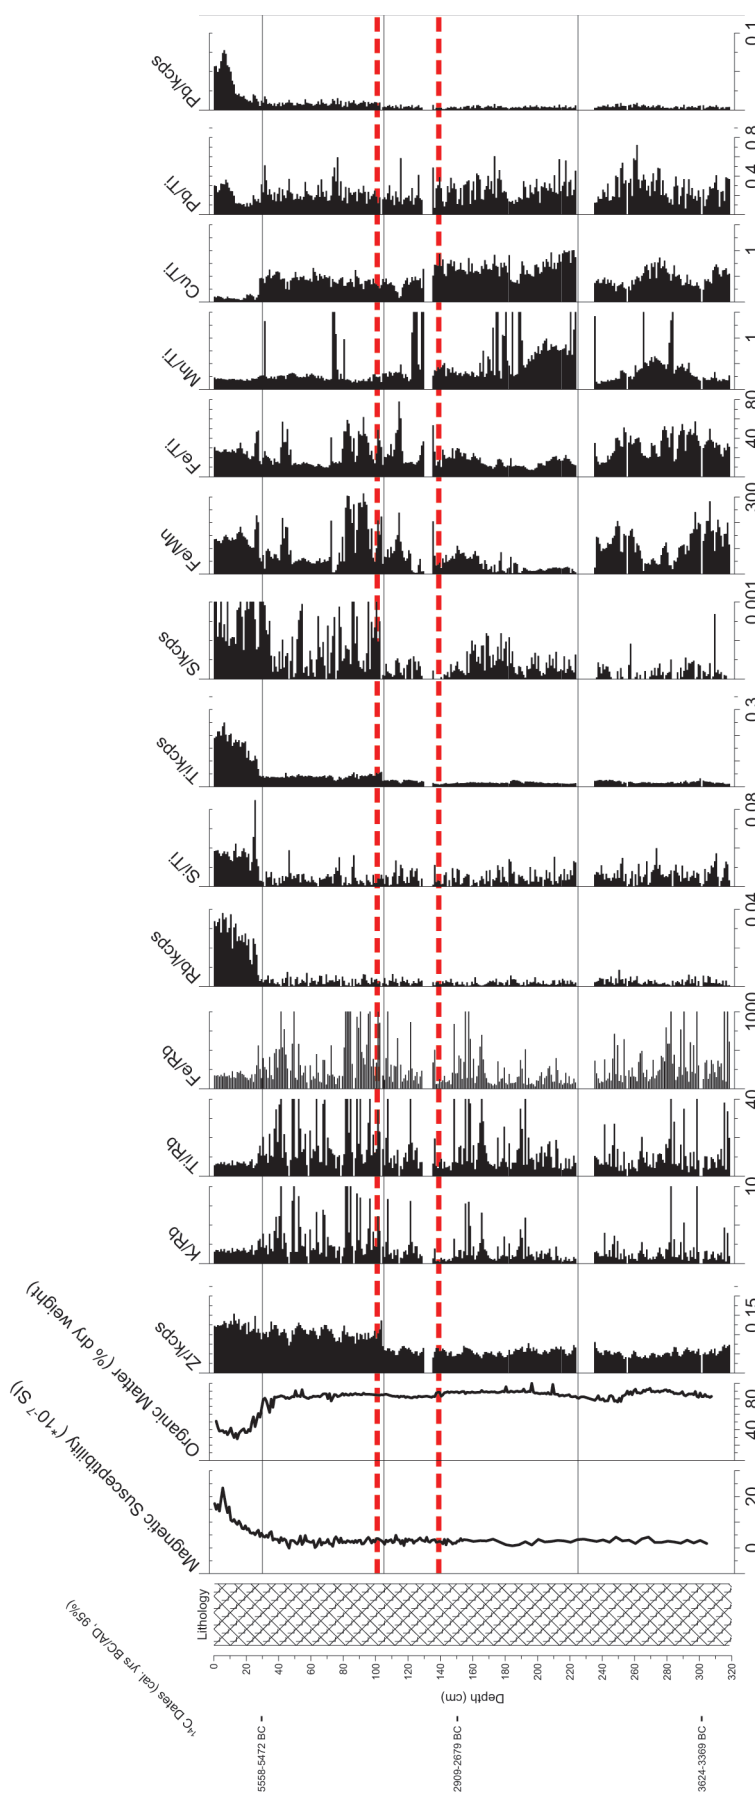 ¹⁴C Dates (cal. yrs BC/AD, 95%)
5558-5472 BC
2909-2679 BC
3624-3369 BC
Depth (cm)
0 20 40 60 80 100 120 140 160 180 200 220 240 260 280 300 320
Lithology
Magnetic Susceptibility (*10⁻⁷ SI)
0 20
Organic Matter (% dry weight)
40 80
Zr/kcps
0.15
K/Rb
10
Ti/Rb
40
Fe/Rb
1000
Rb/kcps
0.04
Si/Ti
0.08
Ti/kcps
0.3
S/kcps
0.001
Fe/Mn
300
Fe/Ti
40 80
Mn/Ti
1
Cu/Ti
1
Pb/Ti
0.4 0.8
Pb/kcps
0.1